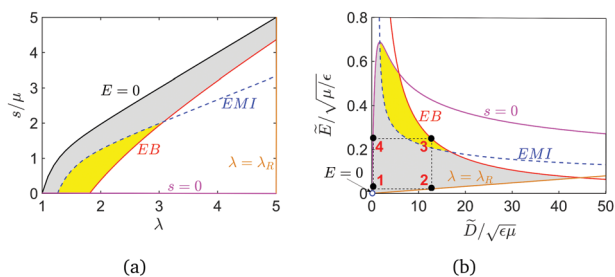 5
4
3
2
1
0
s/μ
E = 0
EMI
EB
λ = λ_R
s = 0
1 2 3 4 5
λ
(a)
0.8
0.6
0.4
0.2
0
Ẽ/√μ/ϵ
EB
s = 0
EMI
4 3
E = 0
1 2
λ = λ_R
0 10 20 30 40 50
D̃/√ϵμ
(b)